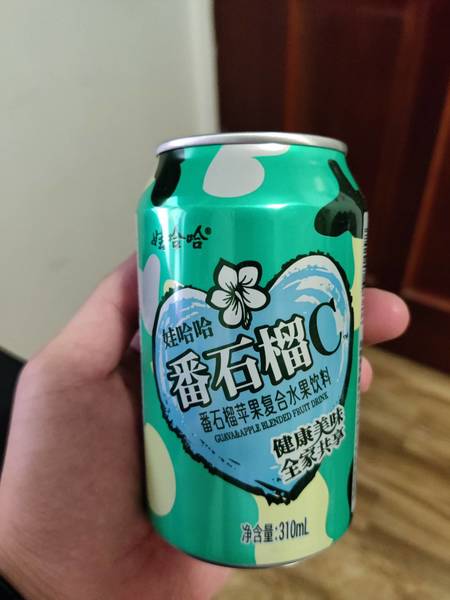 娃哈哈®
娃哈哈
番石榴C
番石榴苹果复合水果饮料
GUAVA&APPLE BLENDED FRUIT DRINK
健康美味
全家共享
净含量:310mL